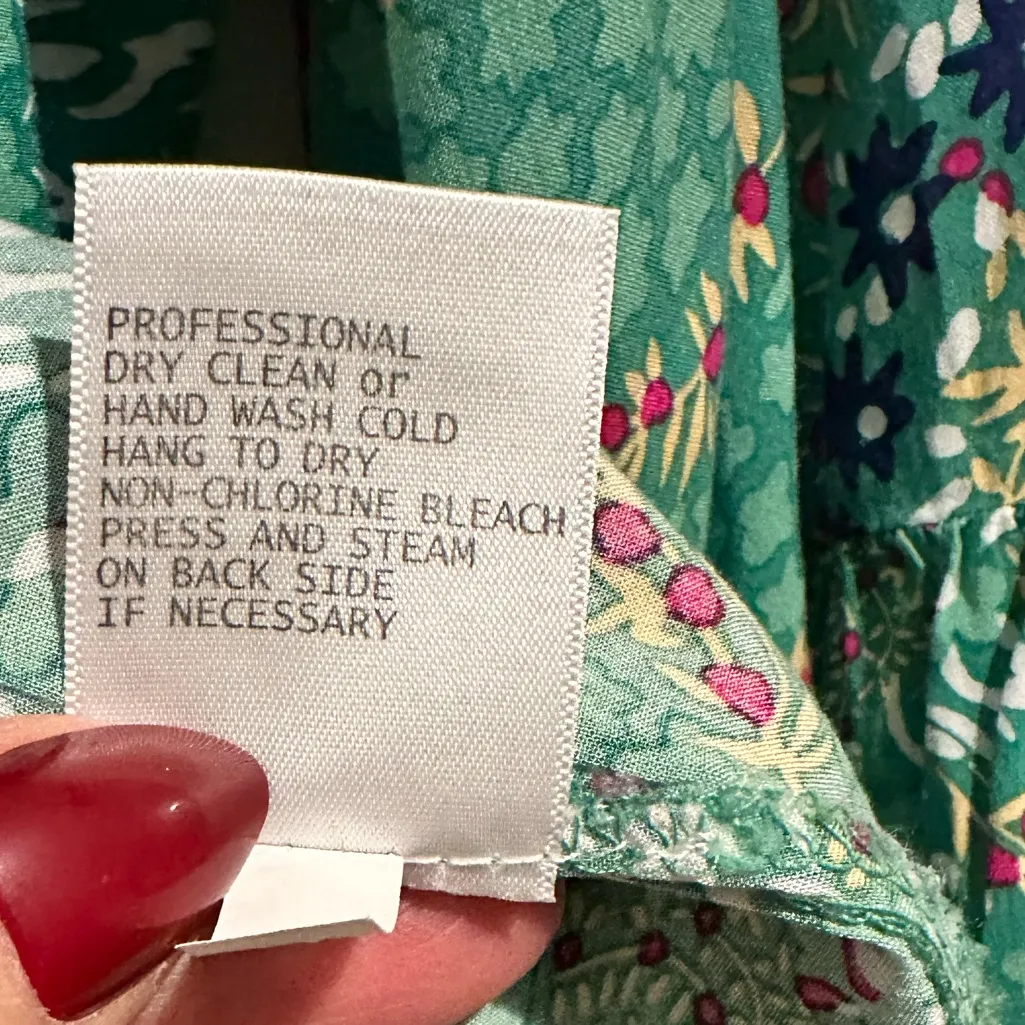 PROFESSIONAL
DRY CLEAN or
HAND WASH COLD
HANG TO DRY
NON-CHLORINE BLEACH
PRESS AND STEAM
ON BACK SIDE
IF NECESSARY